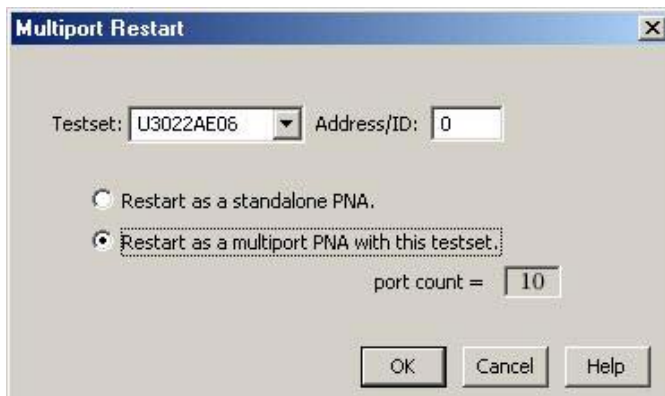 Multiport Restart
Testset: U3022AE06 Address/ID: 0
Restart as a standalone PNA.
Restart as a multiport PNA with this testset.
port count = 10
OK Cancel Help